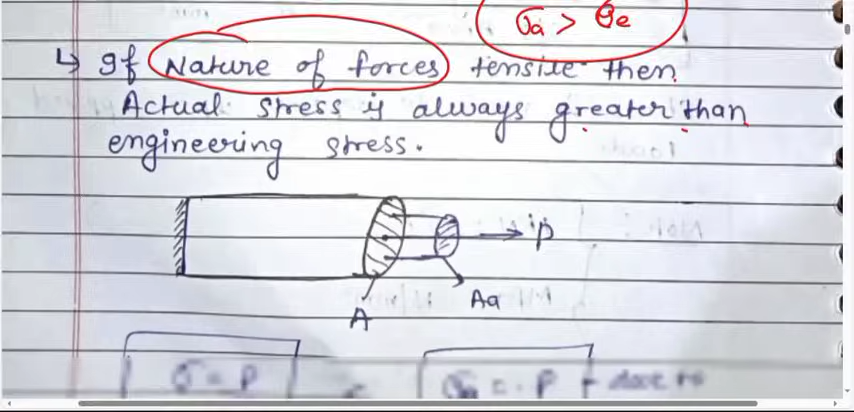 σa > σe
↳ If Nature of forces tensile then
Actual stress is always greater than
engineering stress.
P
Aa
A
σ = P
σa = P